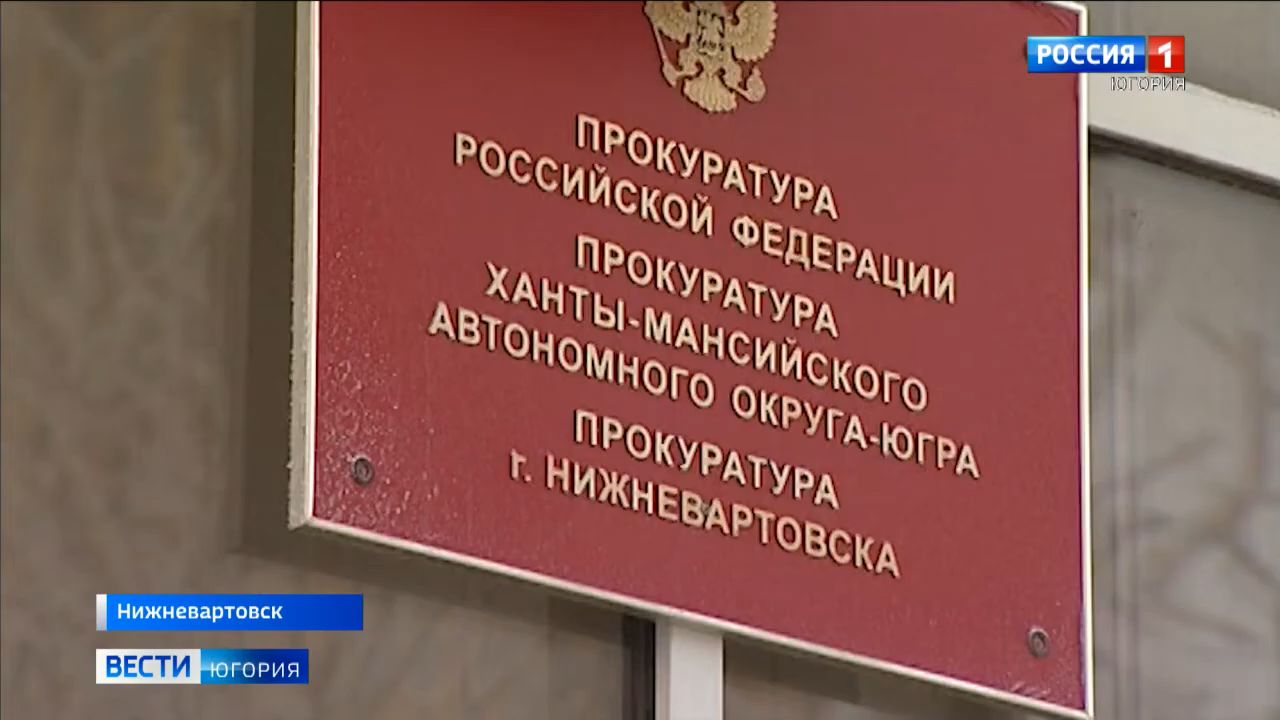 РОССИЯ 1
ЮГОРИЯ
ПРОКУРАТУРА
РОССИЙСКОЙ ФЕДЕРАЦИИ
ПРОКУРАТУРА
ХАНТЫ-МАНСИЙСКОГО
АВТОНОМНОГО ОКРУГА-ЮГРА
ПРОКУРАТУРА
г. НИЖНЕВАРТОВСКА
Нижневартовск
ВЕСТИ ЮГОРИЯ